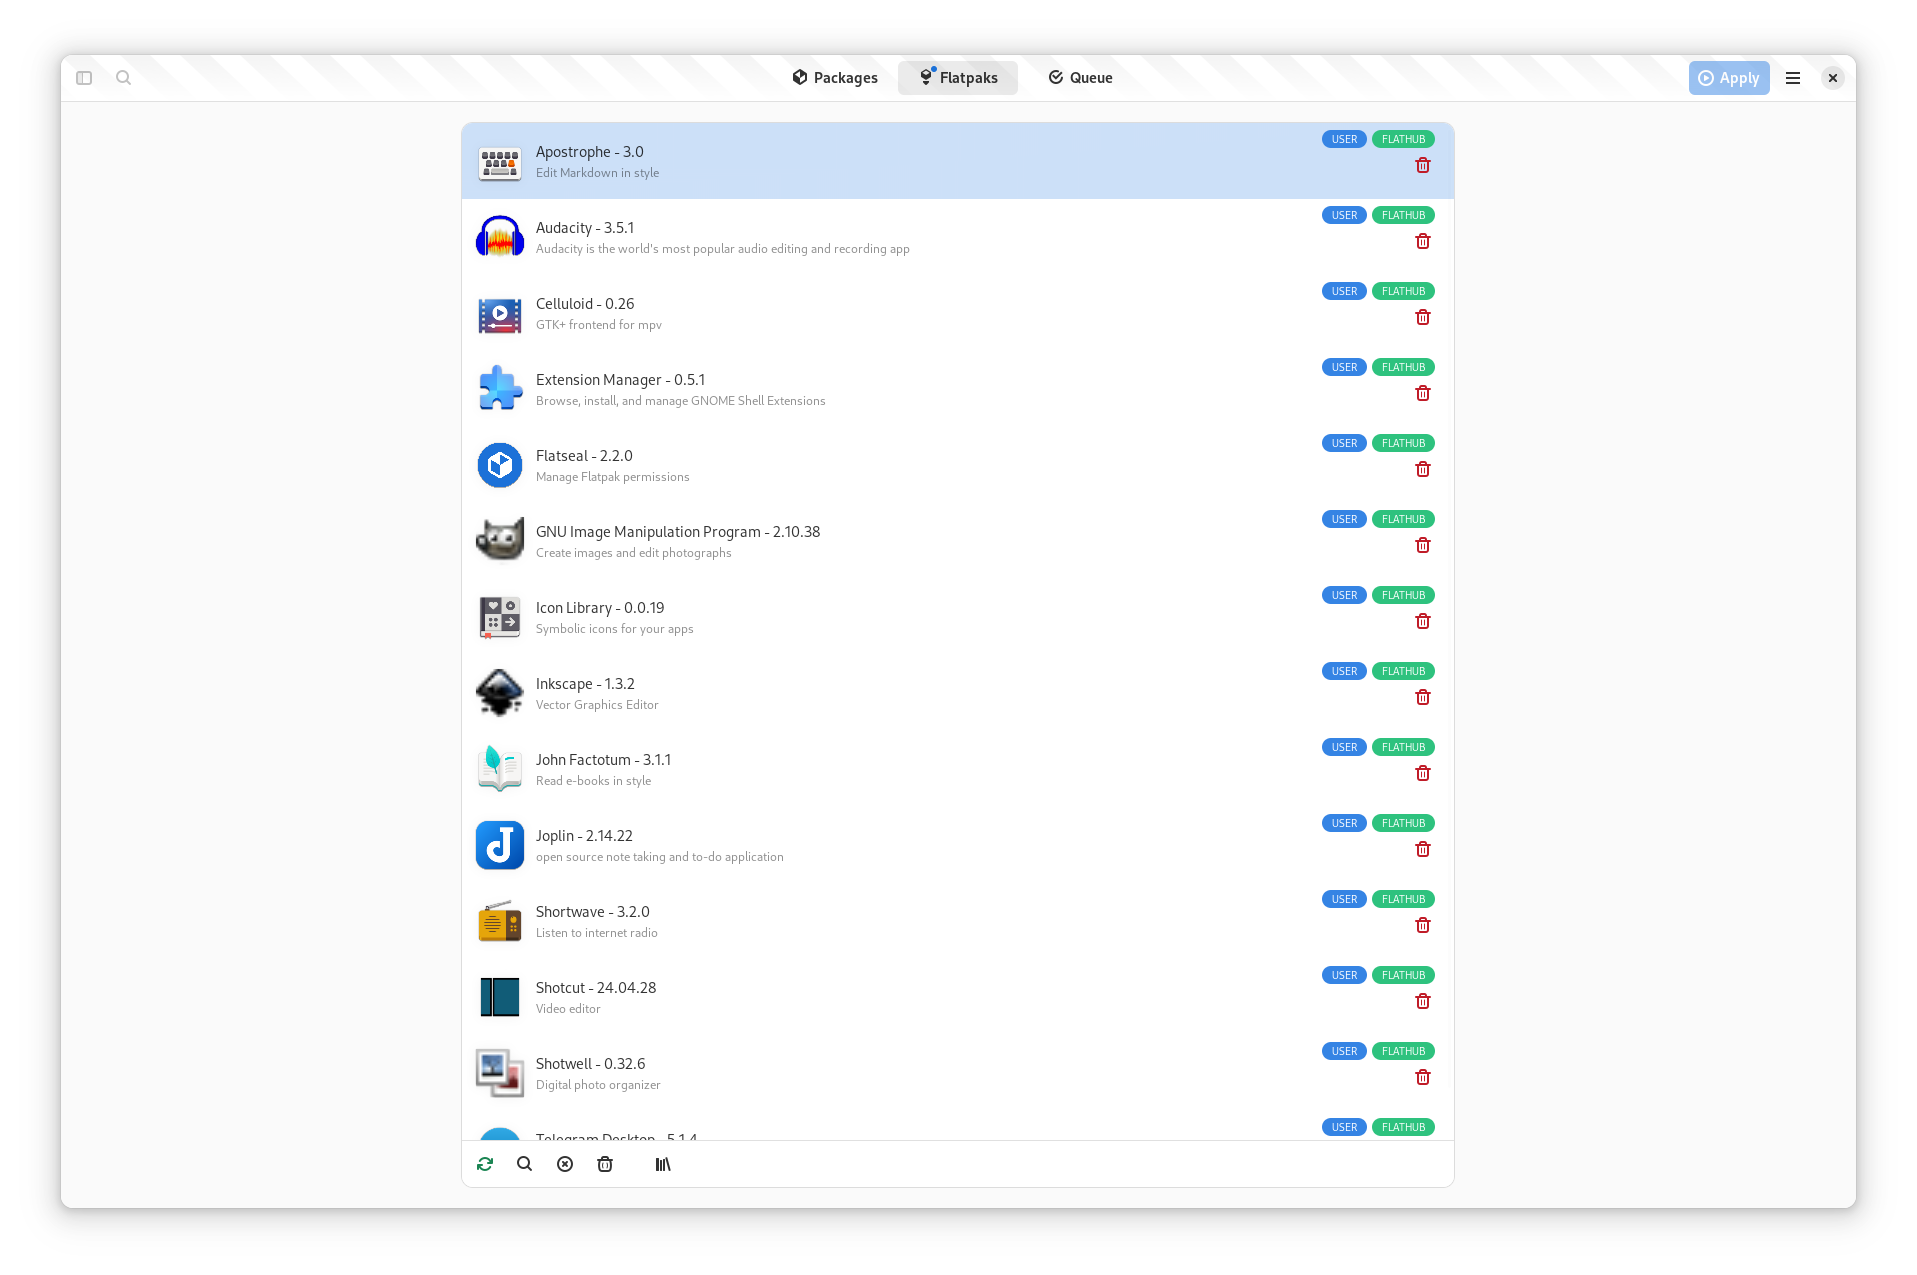 Packages
Flatpaks
Queue
Apply
Apostrophe - 3.0
Edit Markdown in style
USER FLATHUB
Audacity - 3.5.1
Audacity is the world's most popular audio editing and recording app
USER FLATHUB
Celluloid - 0.26
GTK+ frontend for mpv
USER FLATHUB
Extension Manager - 0.5.1
Browse, install, and manage GNOME Shell Extensions
USER FLATHUB
Flatseal - 2.2.0
Manage Flatpak permissions
USER FLATHUB
GNU Image Manipulation Program - 2.10.38
Create images and edit photographs
USER FLATHUB
Icon Library - 0.0.19
Symbolic icons for your apps
USER FLATHUB
Inkscape - 1.3.2
Vector Graphics Editor
USER FLATHUB
John Factotum - 3.1.1
Read e-books in style
USER FLATHUB
Joplin - 2.14.22
open source note taking and to-do application
USER FLATHUB
Shortwave - 3.2.0
Listen to internet radio
USER FLATHUB
Shotcut - 24.04.28
Video editor
USER FLATHUB
Shotwell - 0.32.6
Digital photo organizer
USER FLATHUB
Telegram Desktop - 5.1.4
USER FLATHUB